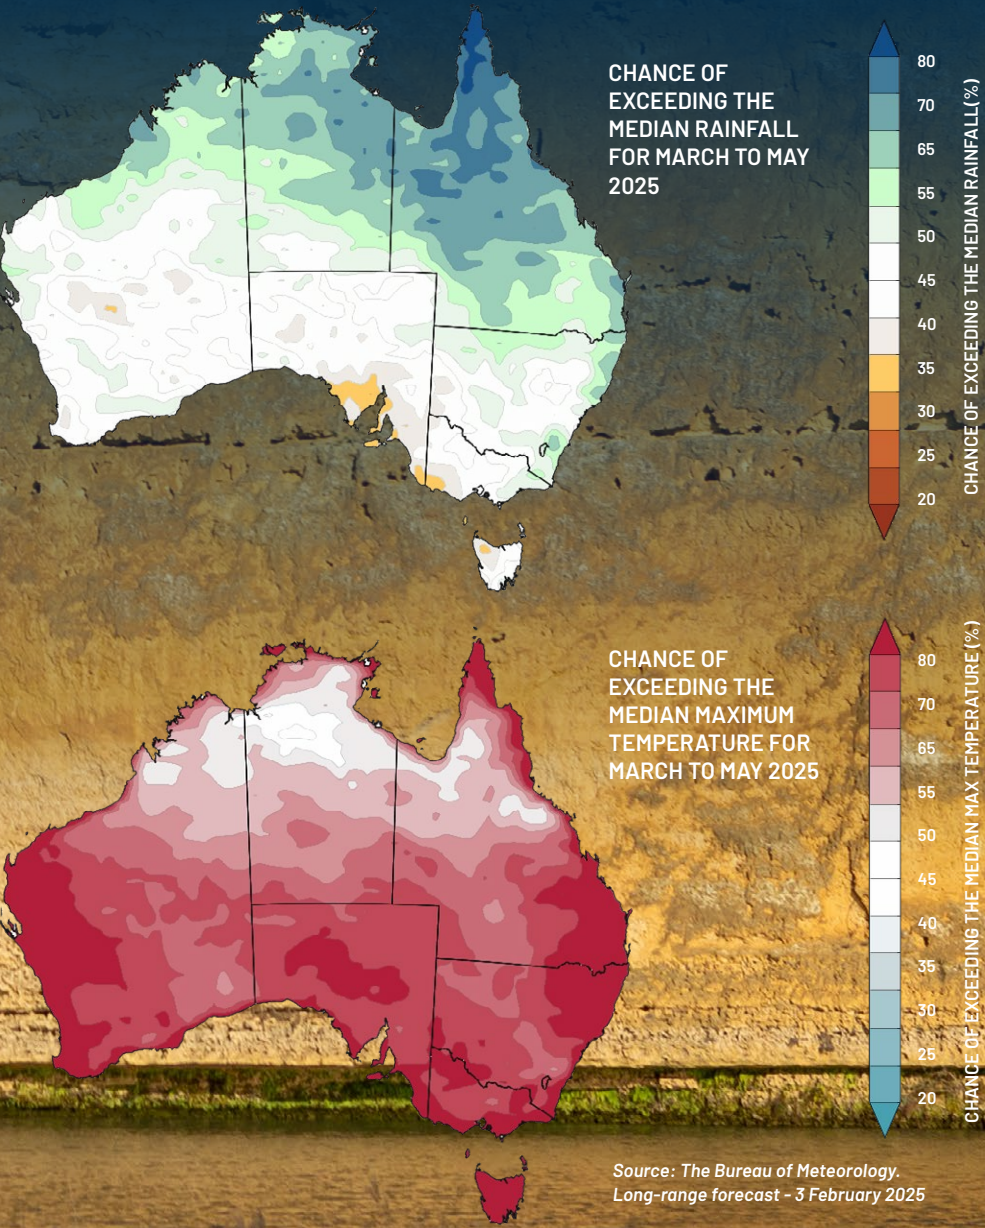 CHANCE OF
EXCEEDING THE
MEDIAN RAINFALL
FOR MARCH TO MAY
2025
80
70
65
55
50
45
40
35
30
25
20
CHANCE OF EXCEEDING THE MEDIAN RAINFALL(%)
CHANCE OF
EXCEEDING THE
MEDIAN MAXIMUM
TEMPERATURE FOR
MARCH TO MAY 2025
80
70
65
55
50
45
40
35
30
25
20
CHANCE OF EXCEEDING THE MEDIAN MAX TEMPERATURE (%)
Source: The Bureau of Meteorology.
Long-range forecast - 3 February 2025